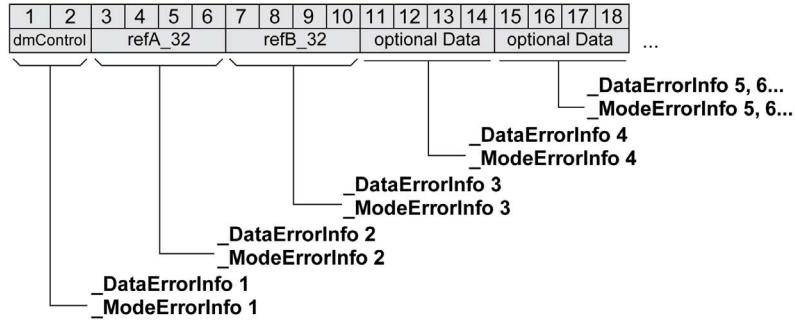 1 2 3 4 5 6 7 8 9 10 11 12 13 14 15 16 17 18
dmControl refA_32 refB_32 optional Data optional Data ...
_DataErrorInfo 5, 6...
_ModeErrorInfo 5, 6...
_DataErrorInfo 4
_ModeErrorInfo 4
_DataErrorInfo 3
_ModeErrorInfo 3
_DataErrorInfo 2
_ModeErrorInfo 2
_DataErrorInfo 1
_ModeErrorInfo 1